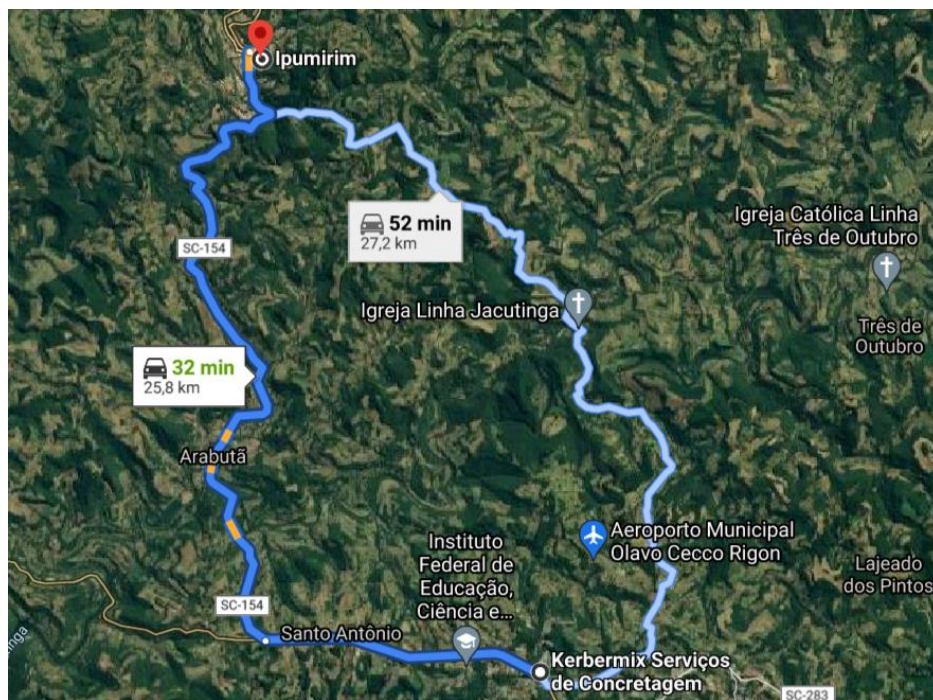 Ipumirim
52 min
27,2 km
Igreja Católica Linha
Três de Outubro
SC-154
Igreja Linha Jacutinga
Três de
Outubro
32 min
25,8 km
Arabutã
Aeroporto Municipal
Olavo Cecco Rigon
Instituto
Federal de
Educação,
Ciência e...
Lajeado
dos Pintos
SC-154
Santo Antônio
Kerbermix Serviços
de Concretagem
SC-283